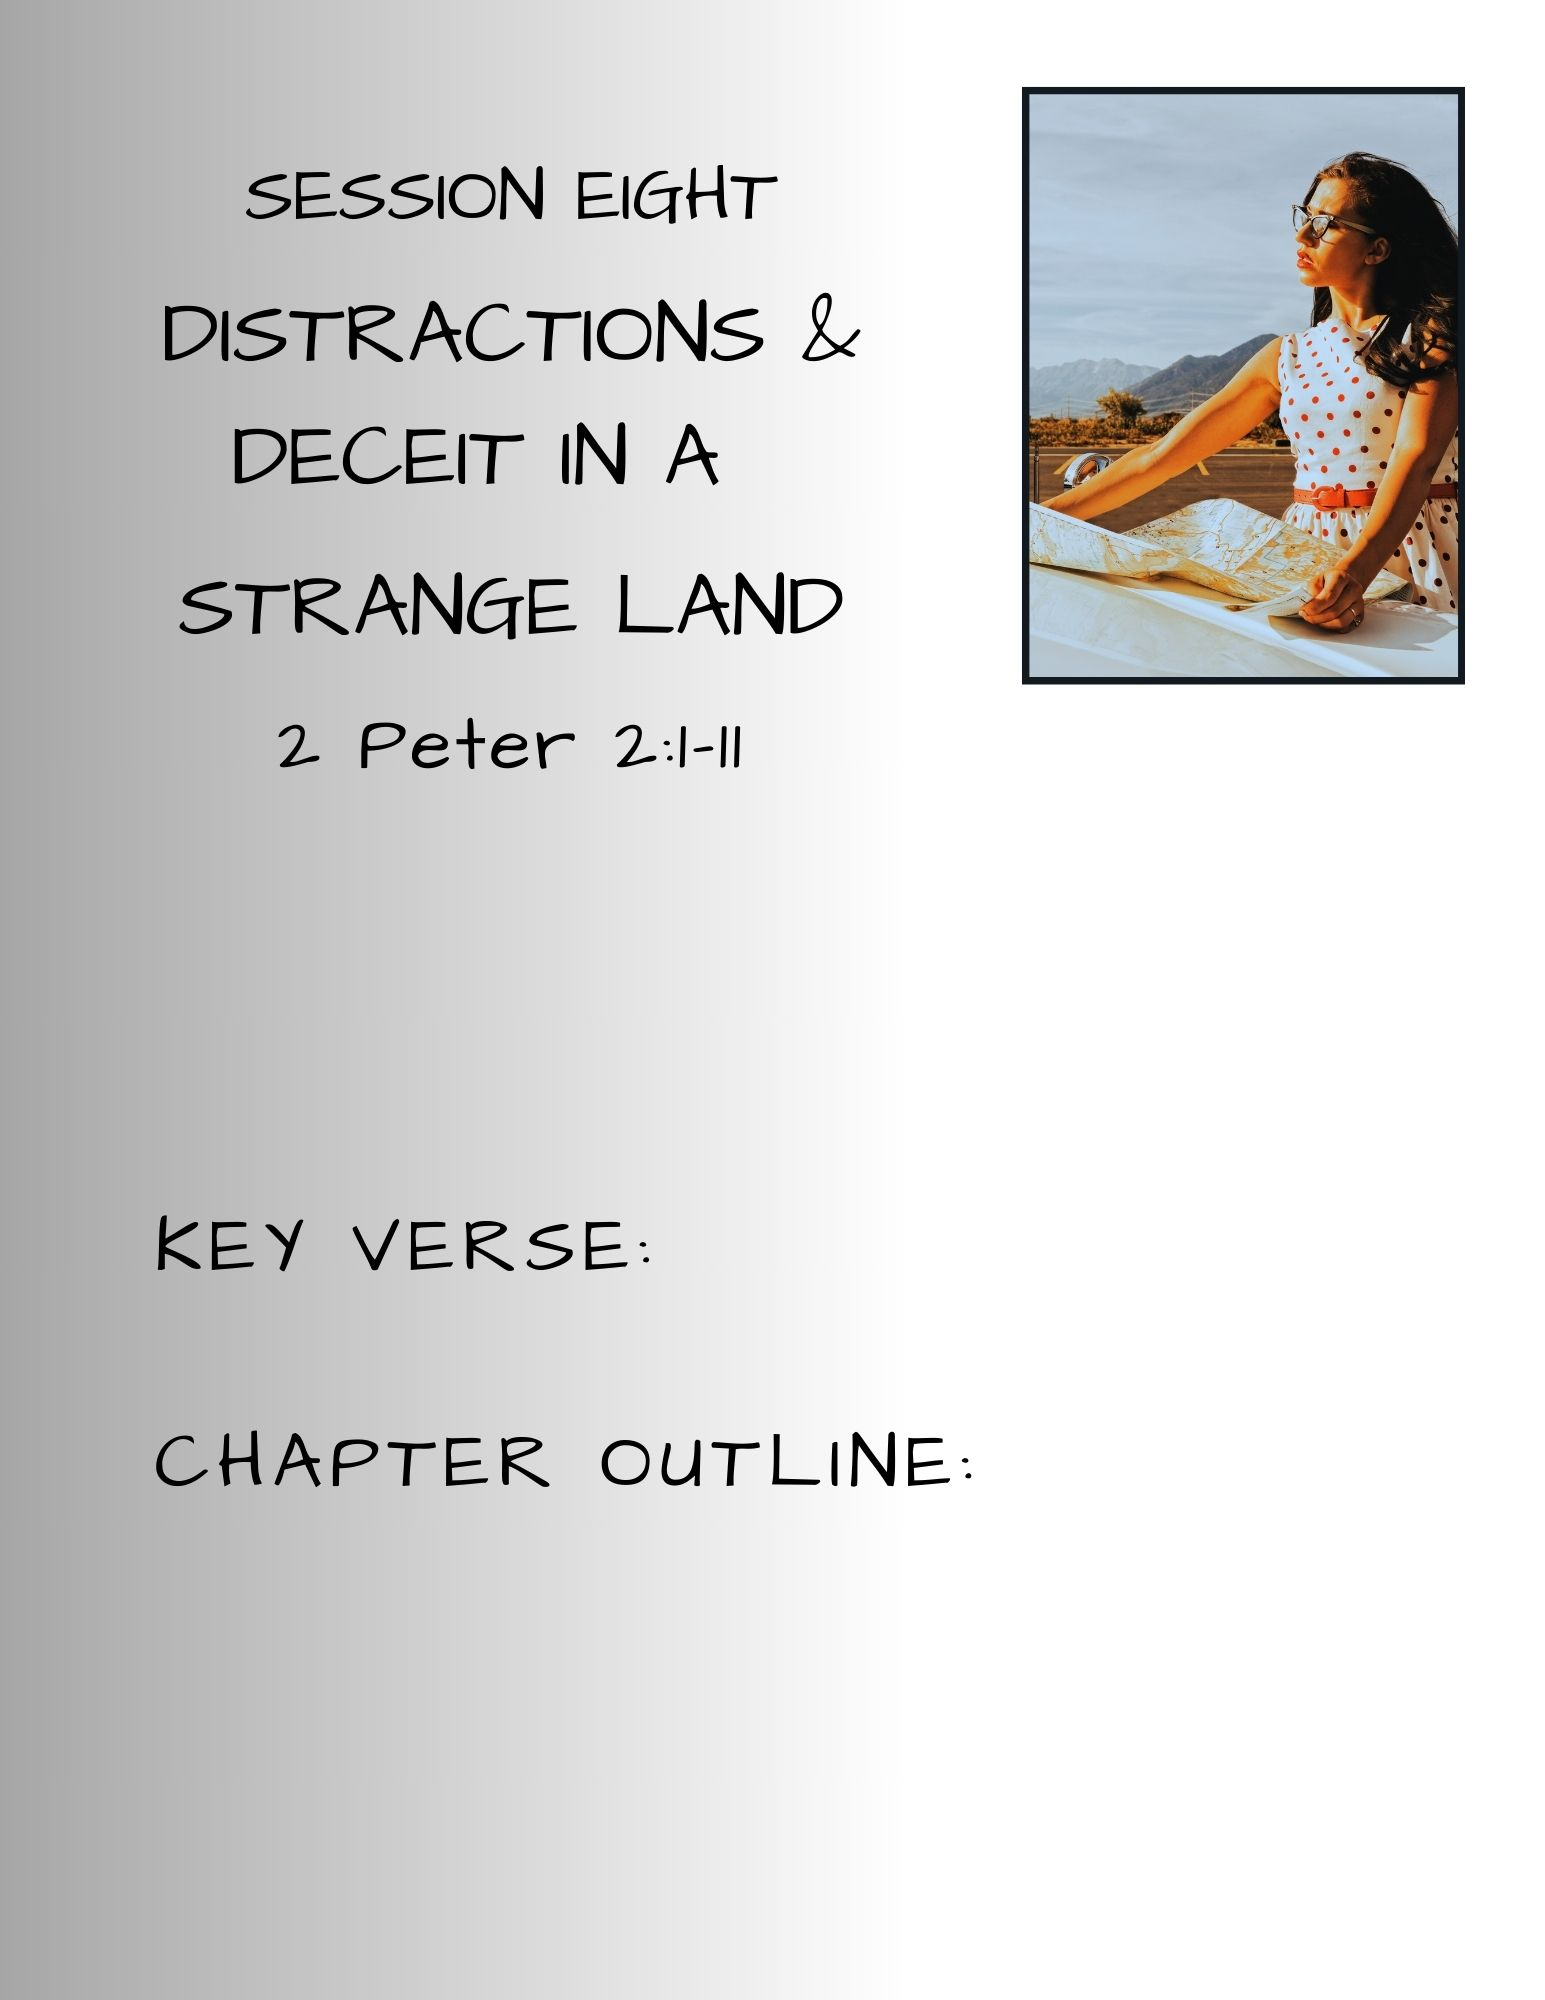 SESSION EIGHT
DISTRACTIONS &
DECEIT IN A
STRANGE LAND
2 Peter 2:1-11
KEY VERSE:
CHAPTER OUTLINE: